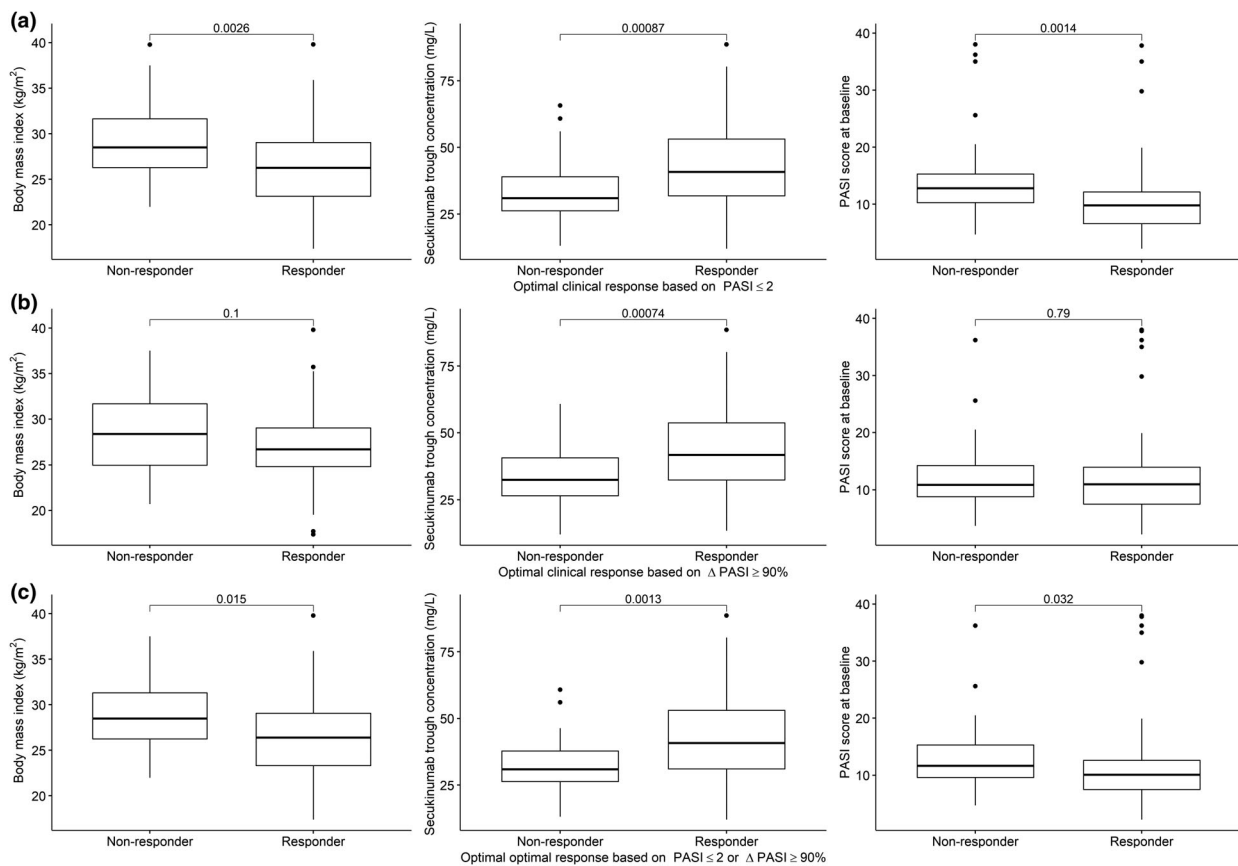 (a)
0.0026
Body mass index (kg/m²)
40
35
30
25
20
Non-responder Responder
0.00087
Secukinumab trough concentration (mg/L)
75
50
25
Non-responder Responder
Optimal clinical response based on PASI ≤ 2
0.0014
PASI score at baseline
40
30
20
10
Non-responder Responder
(b)
0.1
Body mass index (kg/m²)
40
35
30
25
20
Non-responder Responder
0.00074
Secukinumab trough concentration (mg/L)
75
50
25
Non-responder Responder
Optimal clinical response based on Δ PASI ≥ 90%
0.79
PASI score at baseline
40
30
20
10
Non-responder Responder
(c)
0.015
Body mass index (kg/m²)
40
35
30
25
20
Non-responder Responder
0.0013
Secukinumab trough concentration (mg/L)
75
50
25
Non-responder Responder
Optimal optimal response based on PASI ≤ 2 or Δ PASI ≥ 90%
0.032
PASI score at baseline
40
30
20
10
Non-responder Responder